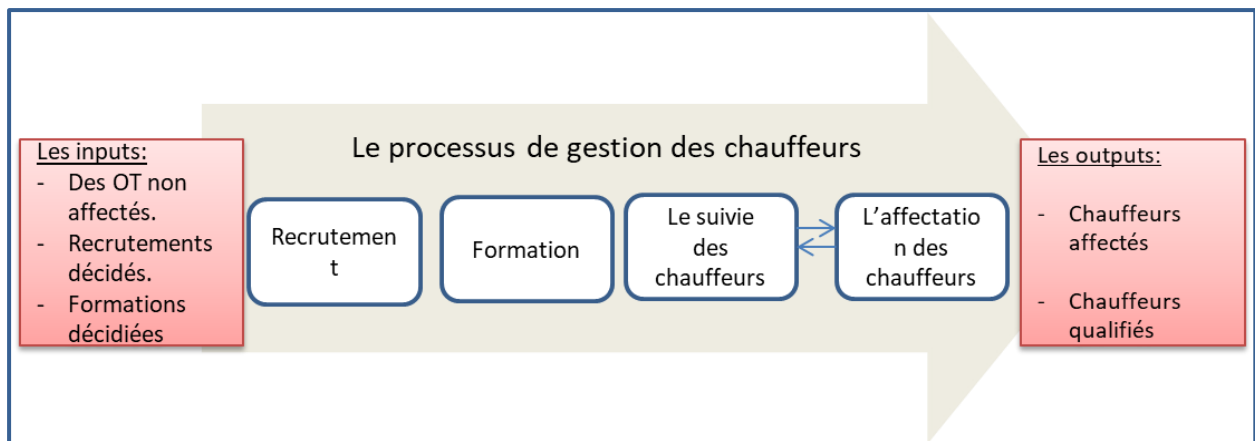 Le processus de gestion des chauffeurs
Les inputs:
- Des OT non
affectés.
- Recrutements
décidés.
- Formations
décidiées
Recrutemen
t
Formation
Le suivie
des
chauffeurs
L’affectatio
n des
chauffeurs
Les outputs:
- Chauffeurs
affectés
- Chauffeurs
qualifiés